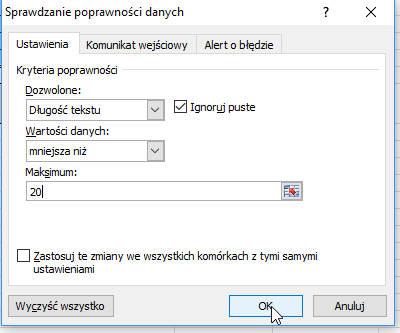 Sprawdzanie poprawności danych
Ustawienia Komunikat wejściowy Alert o błędzie
Kryteria poprawności
Dozwolone:
Długość tekstu Ignoruj puste
Wartości danych:
mniejsza niż
Maksimum:
20
Zastosuj te zmiany we wszystkich komórkach z tymi samymi
ustawieniami
Wyczyść wszystko OK Anuluj